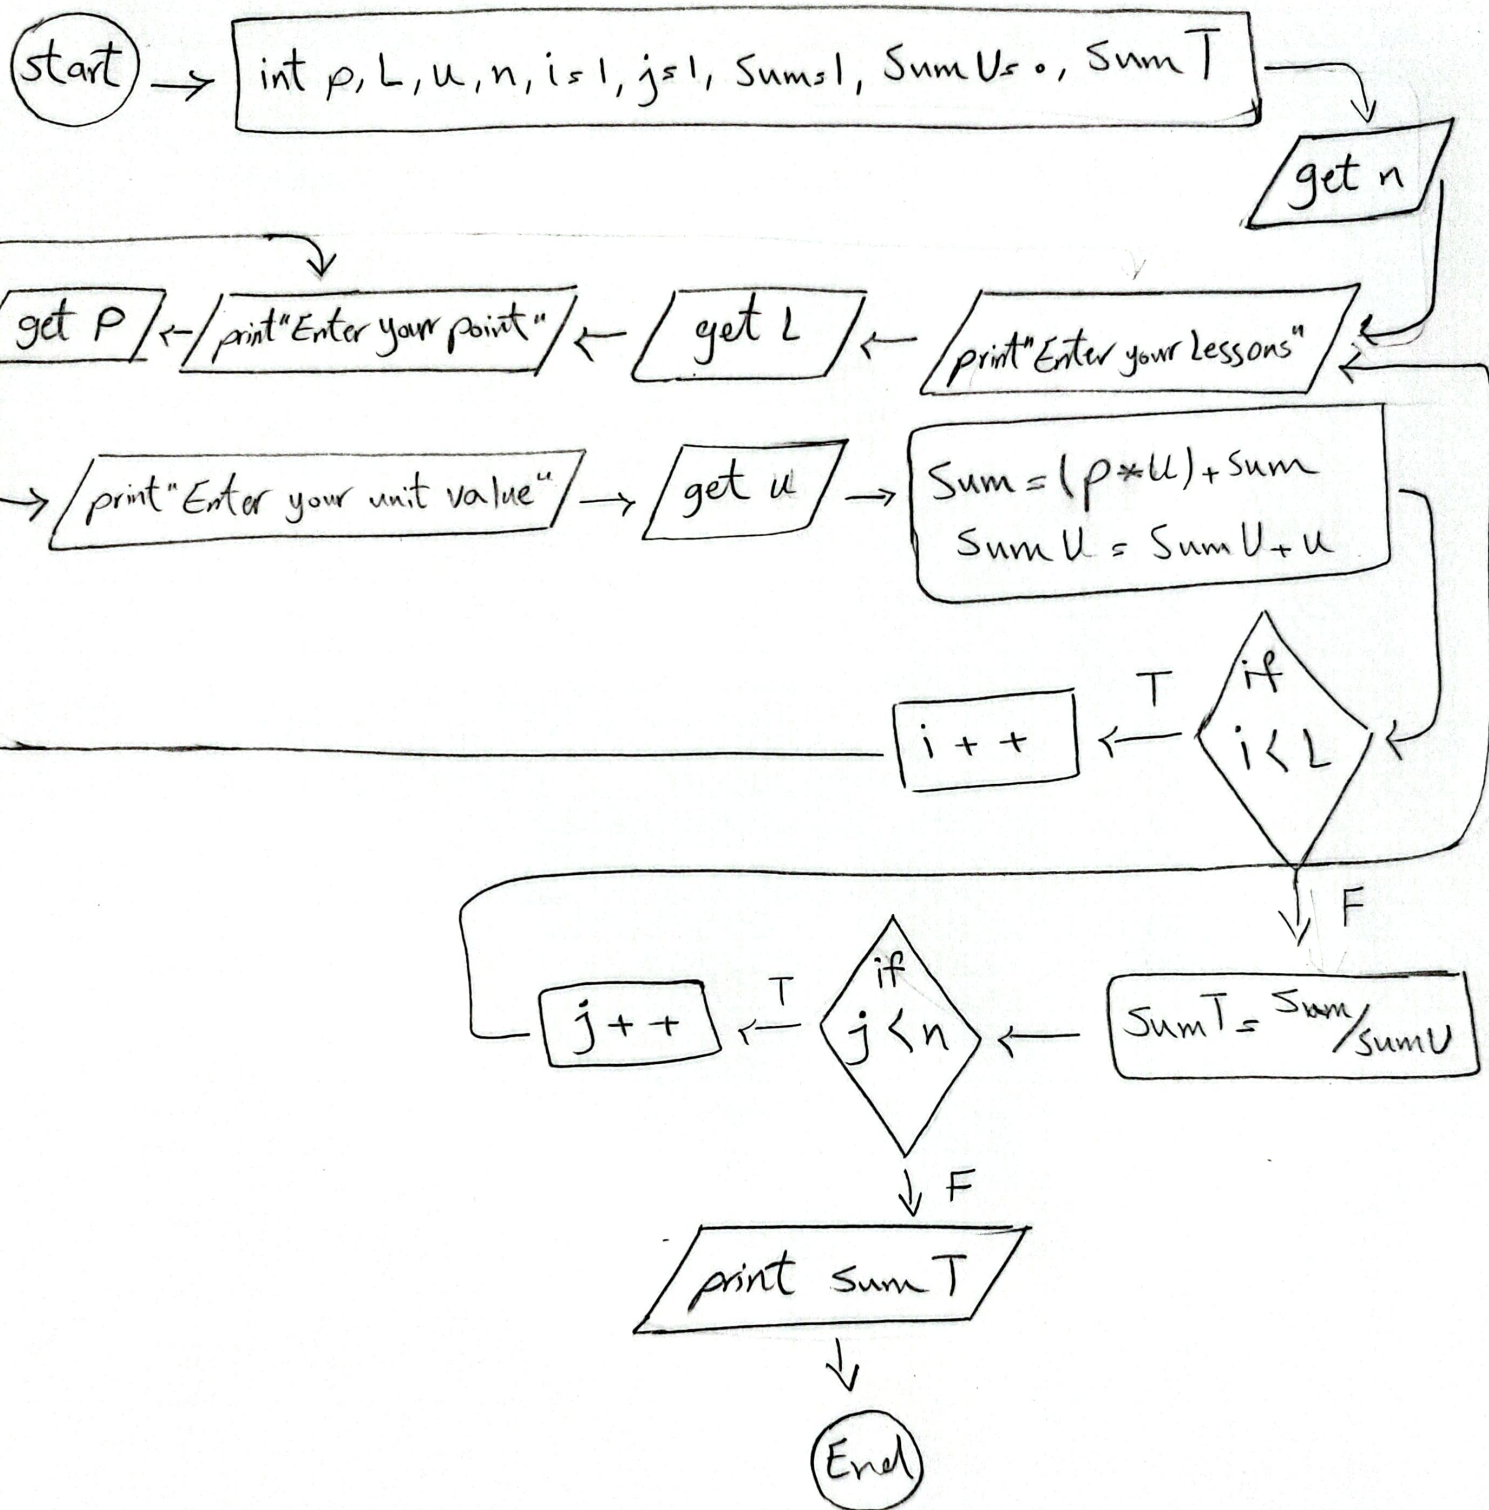 start
int p, L, u, n, i=1, j=1, Sum=1, SumU=0, SumT
get n
print"Enter your Lessons"
get L
print"Enter your point"
get P
print"Enter your unit value"
get u
Sum=(p*u)+sum
SumU=SumU+u
if
i<L
T
i++
F
SumT=Sum/sumU
if
j<n
T
j++
F
print sumT
End